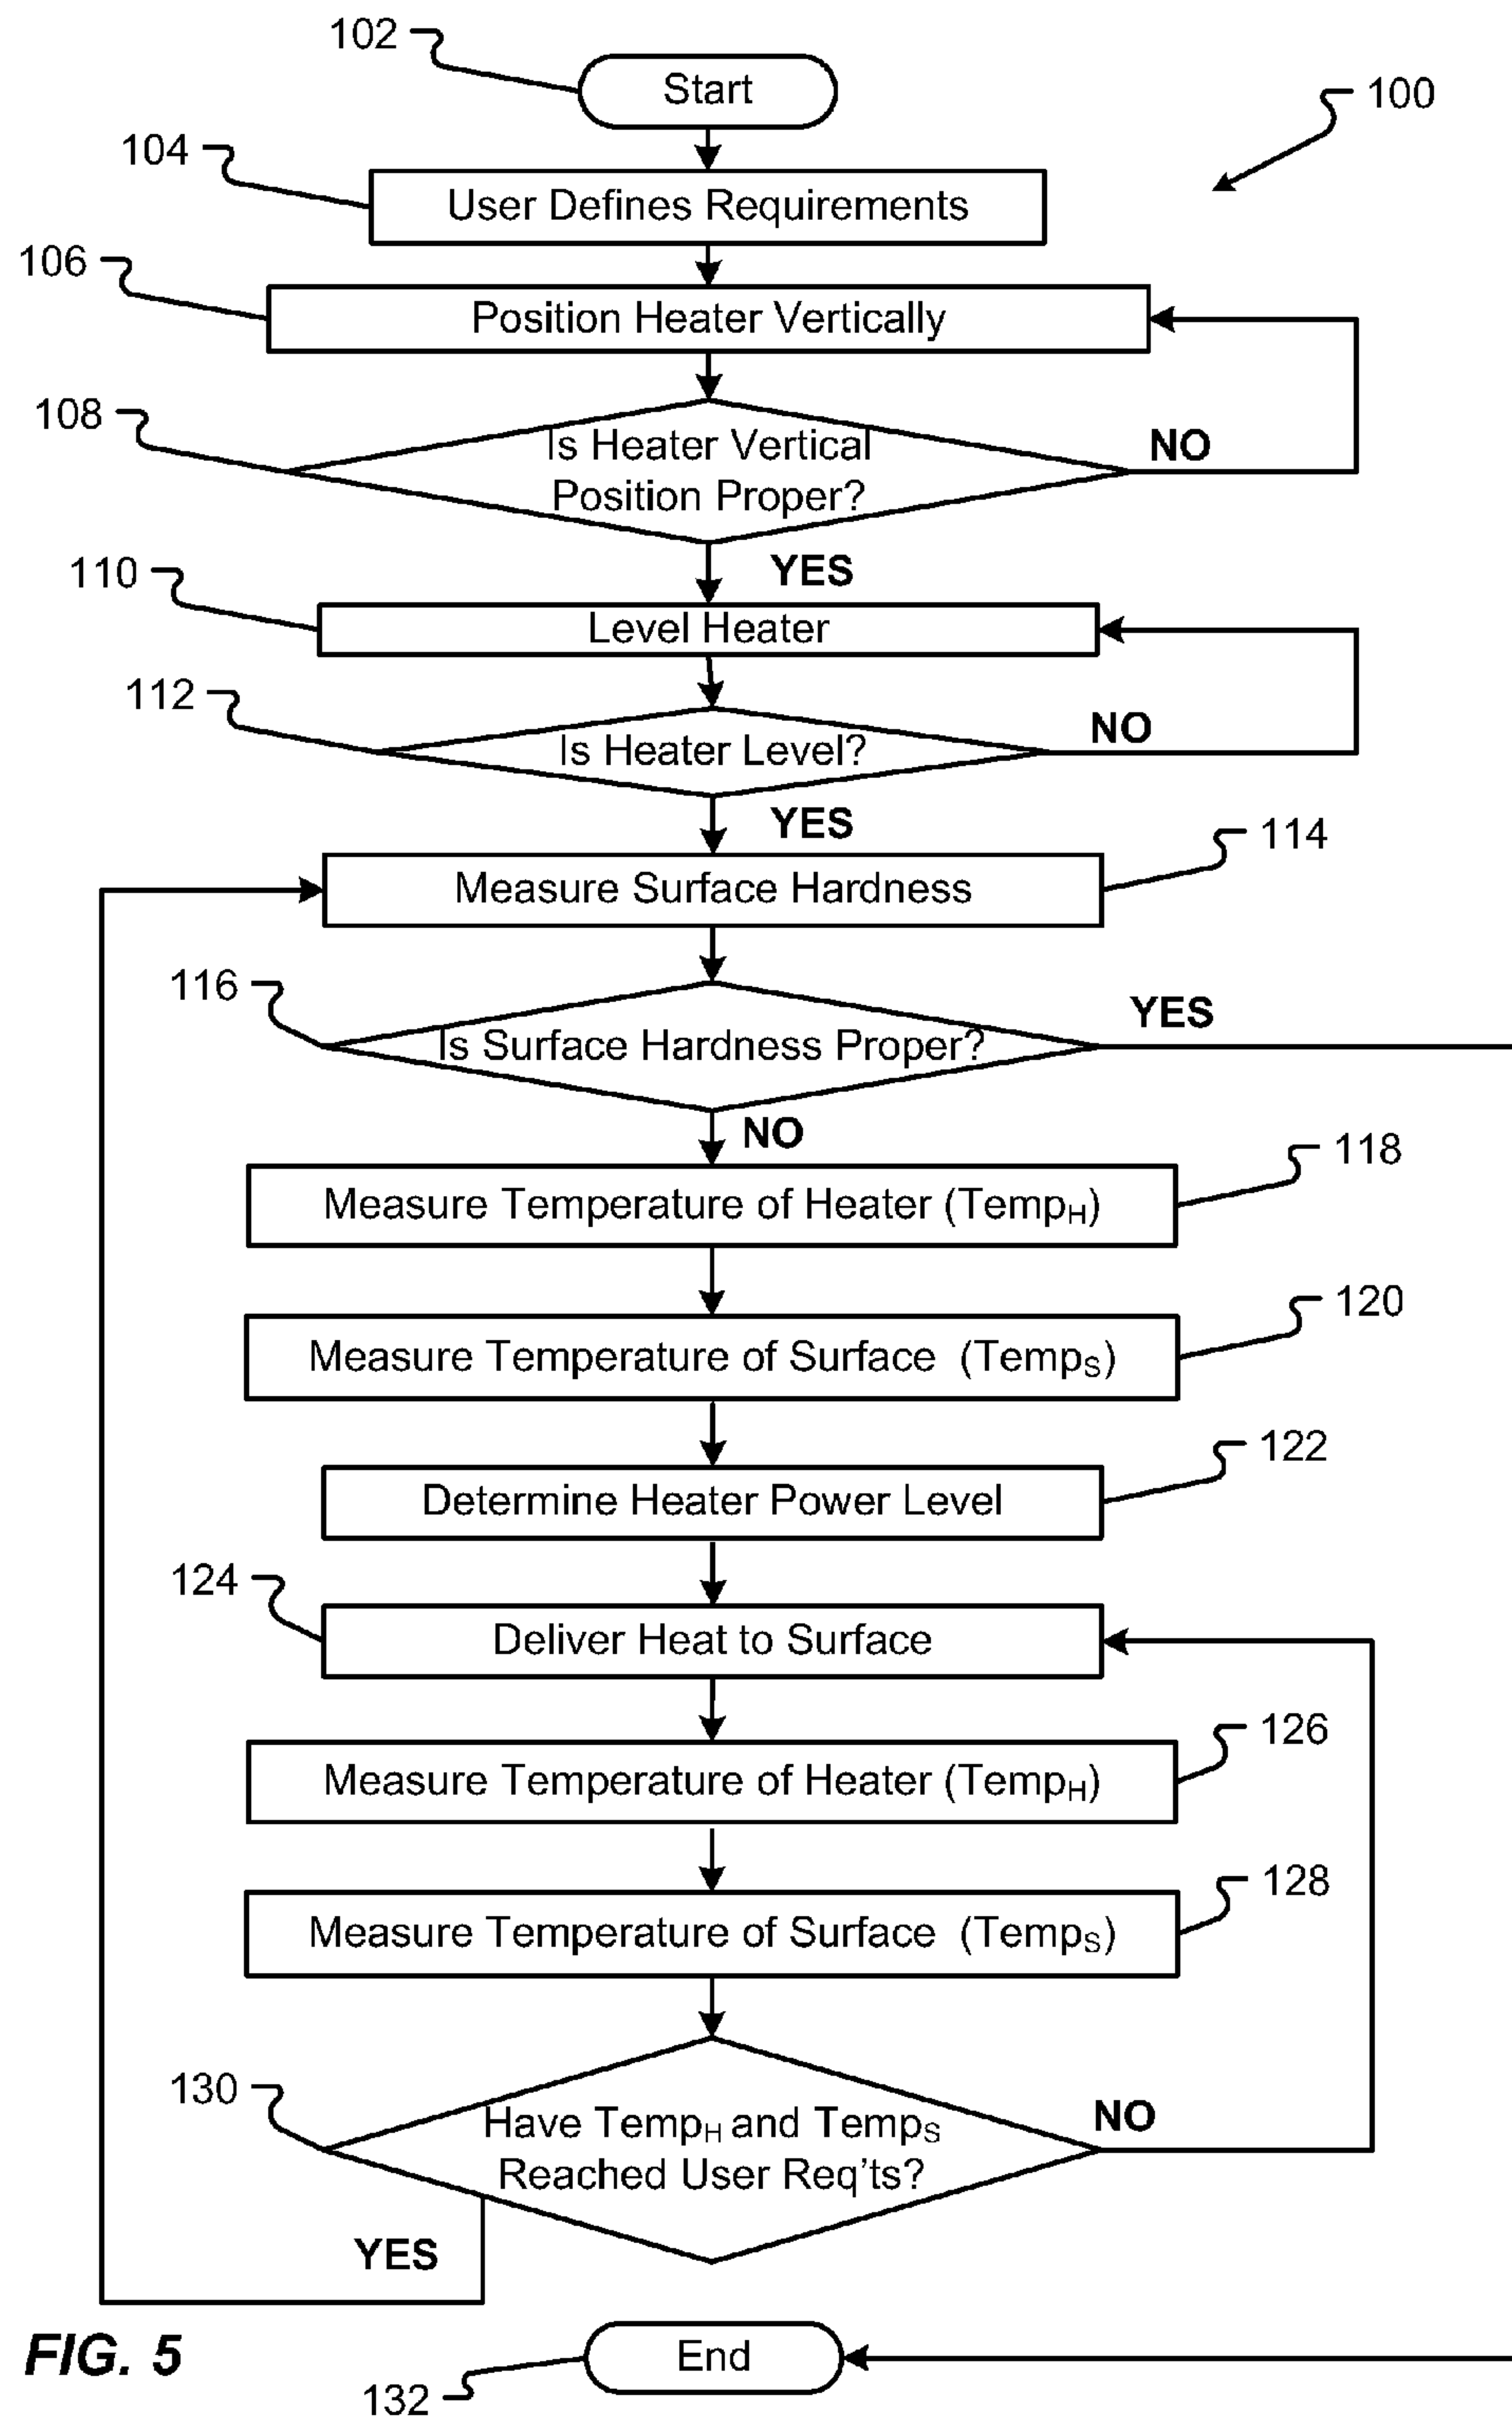 102
Start
100
104
User Defines Requirements
106
Position Heater Vertically
108
Is Heater Vertical
Position Proper?
NO
YES
110
Level Heater
112
Is Heater Level?
NO
YES
114
Measure Surface Hardness
116
Is Surface Hardness Proper?
YES
NO
118
Measure Temperature of Heater (TempH)
120
Measure Temperature of Surface (TempS)
122
Determine Heater Power Level
124
Deliver Heat to Surface
126
Measure Temperature of Heater (TempH)
128
Measure Temperature of Surface (TempS)
130
Have TempH and TempS
Reached User Req'ts?
NO
YES
FIG. 5
End
132